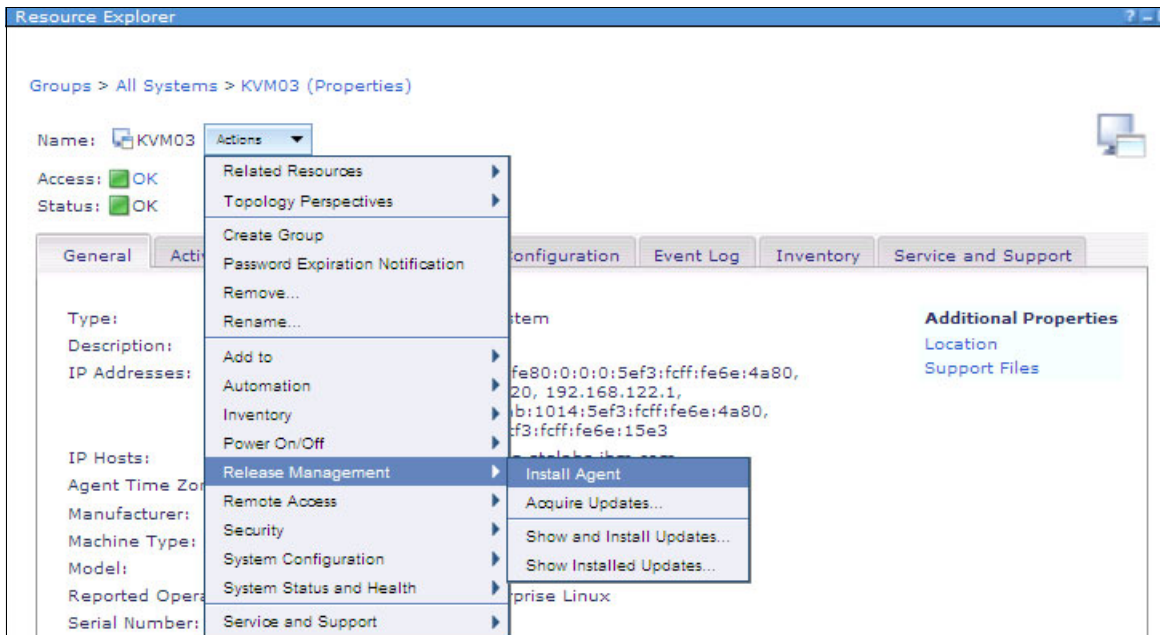 Resource Explorer
? –
Groups > All Systems > KVM03 (Properties)
Name: KVM03 Actions
Access: OK
Status: OK
Related Resources
Topology Perspectives
Create Group
Password Expiration Notification
Remove...
Rename...
Add to
Automation
Inventory
Power On/Off
Release Management
Remote Access
Security
System Configuration
System Status and Health
Service and Support
Install Agent
Acquire Updates...
Show and Install Updates...
Show Installed Updates...
General Event Log Inventory Service and Support
Type:
Description:
IP Addresses: fe80:0:0:0:5ef3:fcff:fe6e:4a80,
20, 192.168.122.1,
b:1014:5ef3:fcff:fe6e:4a80,
:fcff:fe6e:15e3
IP Hosts:
Agent Time
Manufacturer:
Machine Type:
Model:
Reported
Linux
Serial Number:
Additional Properties
Location
Support Files